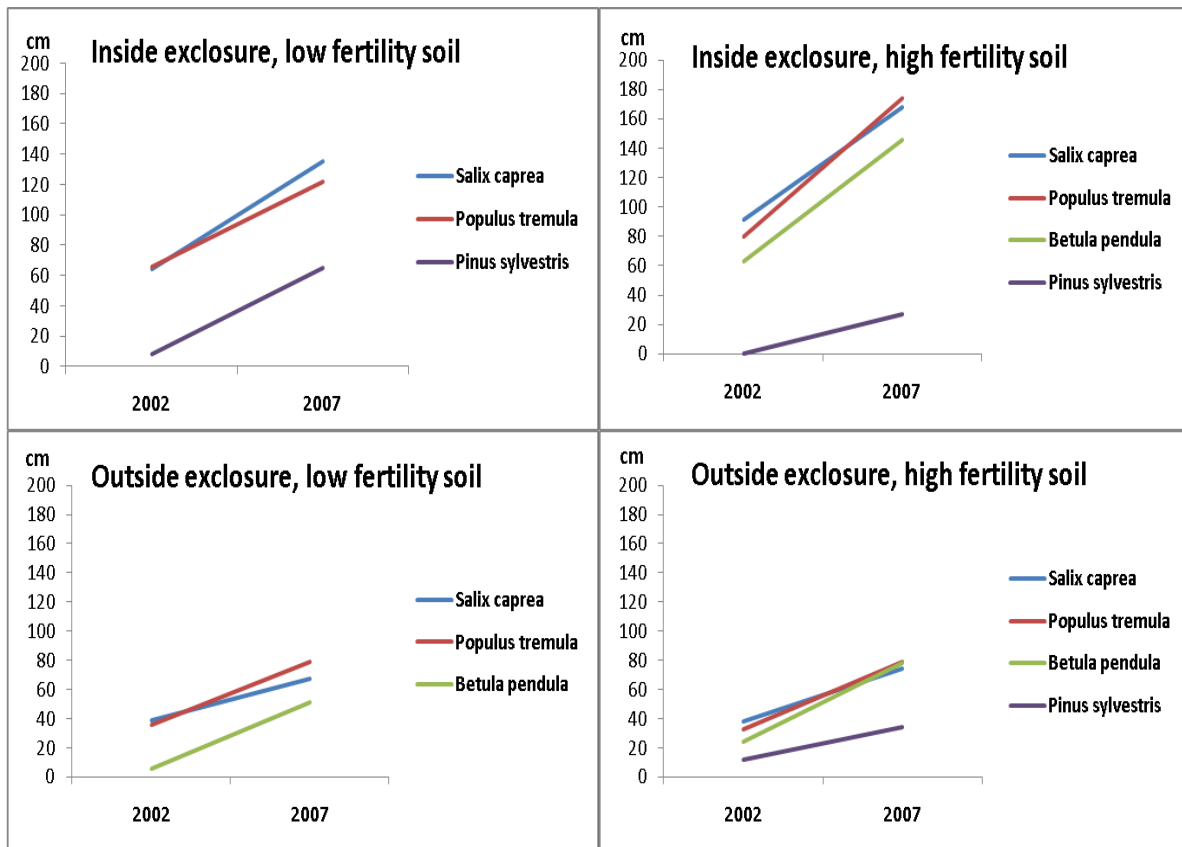 cm
Inside exclosure, low fertility soil
200
180
160
140
120
100
80
60
40
20
0
2002 2007
Salix caprea
Populus tremula
Pinus sylvestris
cm
Inside exclosure, high fertility soil
200
180
160
140
120
100
80
60
40
20
0
2002 2007
Salix caprea
Populus tremula
Betula pendula
Pinus sylvestris
cm
Outside exclosure, low fertility soil
200
180
160
140
120
100
80
60
40
20
0
2002 2007
Salix caprea
Populus tremula
Betula pendula
cm
Outside exclosure, high fertility soil
200
180
160
140
120
100
80
60
40
20
0
2002 2007
Salix caprea
Populus tremula
Betula pendula
Pinus sylvestris